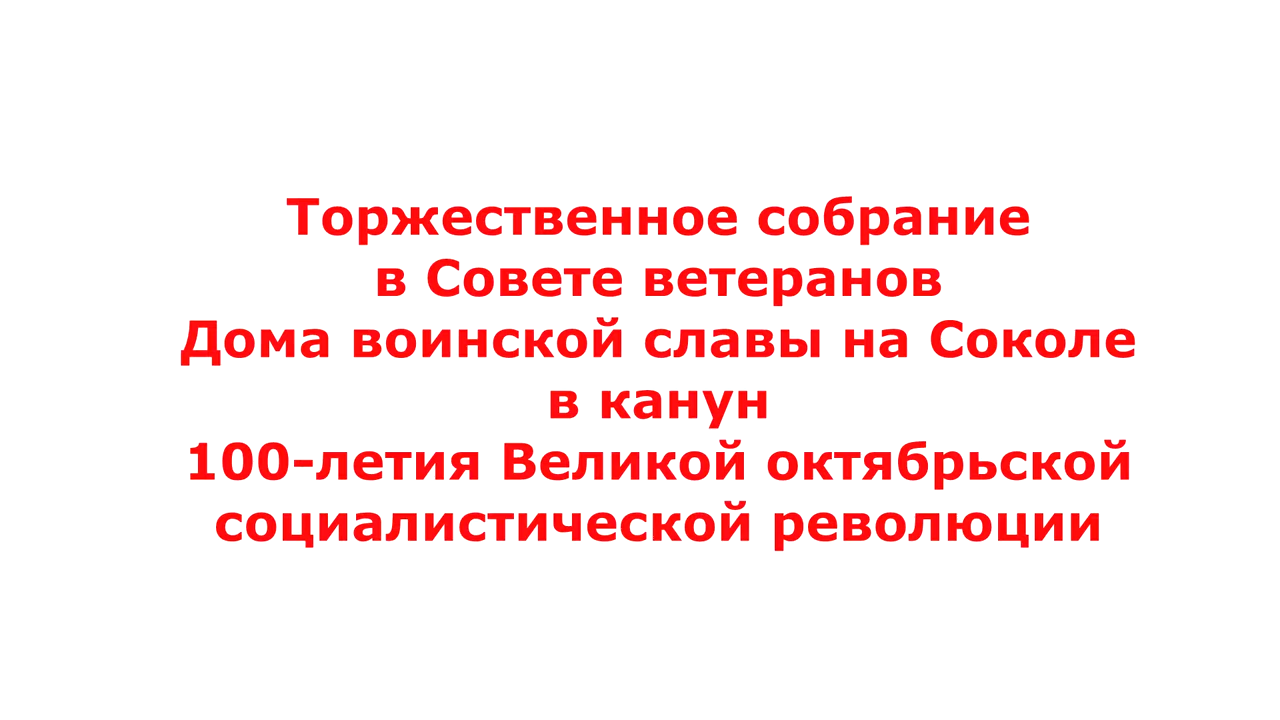 Торжественное собрание
в Совете ветеранов
Дома воинской славы на Соколе
в канун
100-летия Великой октябрьской
социалистической революции